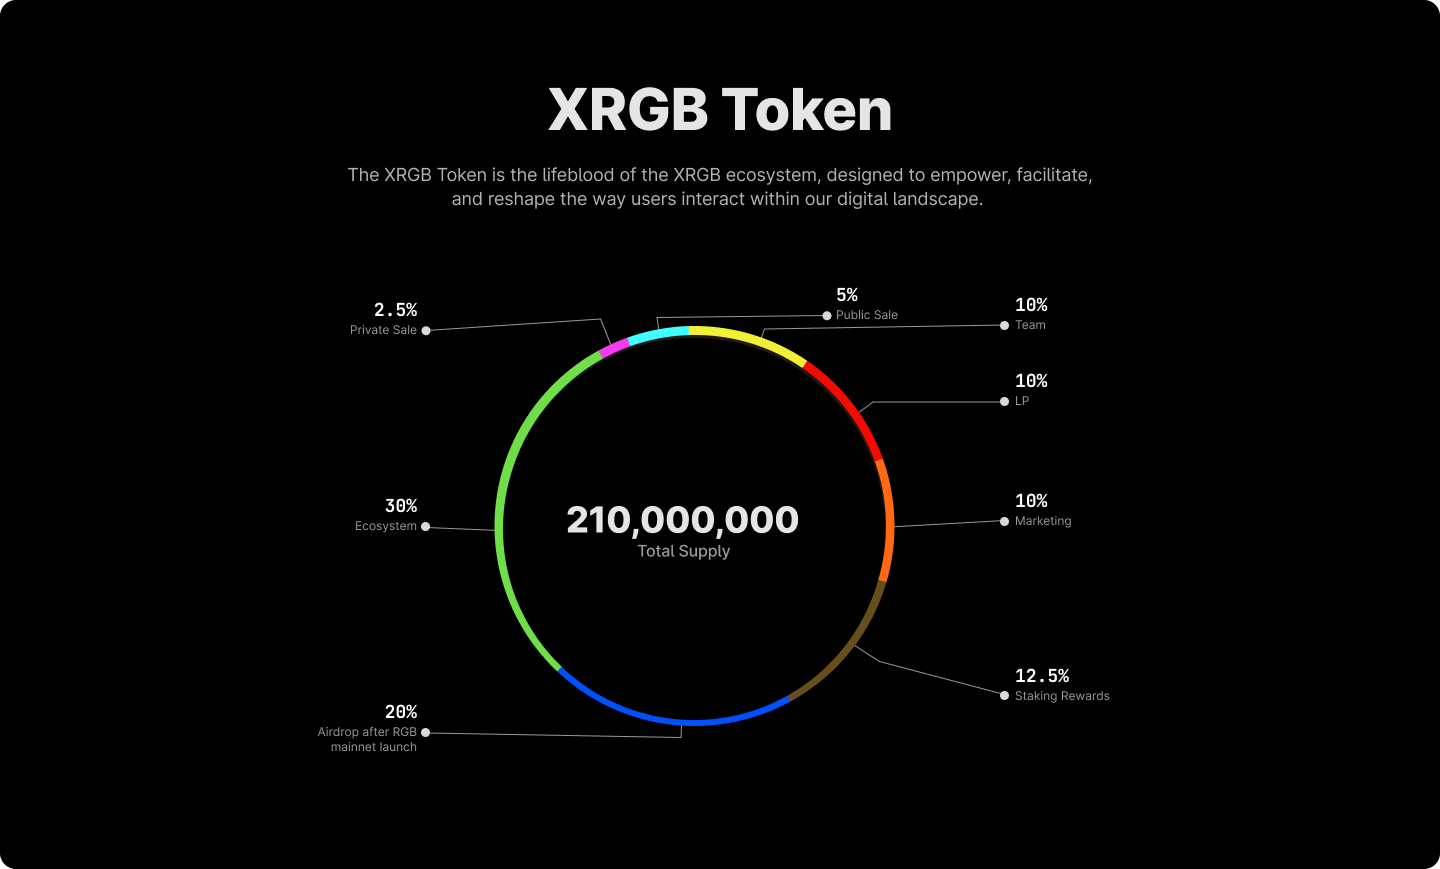 XRGB Token
The XRGB Token is the lifeblood of the XRGB ecosystem, designed to empower, facilitate,
and reshape the way users interact within our digital landscape.
2.5%
Private Sale
5%
Public Sale
10%
Team
10%
LP
30%
Ecosystem
210,000,000
Total Supply
10%
Marketing
12.5%
Staking Rewards
20%
Airdrop after RGB
mainnet launch